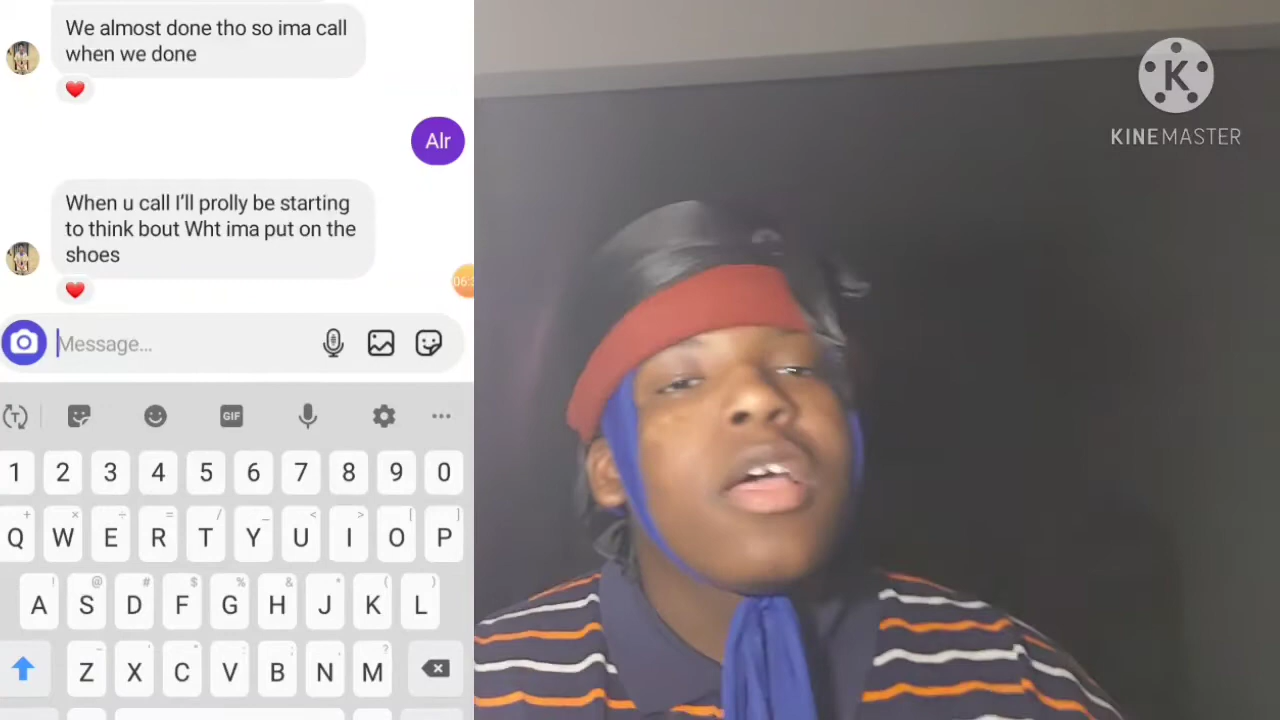 We almost done tho so ima call
when we done
Alr
When u call I'll prolly be starting
to think bout Wht ima put on the
shoes
Message...
GIF
1 2 3 4 5 6 7 8 9 0
Q W E R T Y U I O P
A S D F G H J K L
Z X C V B N M
K
KINEMASTER